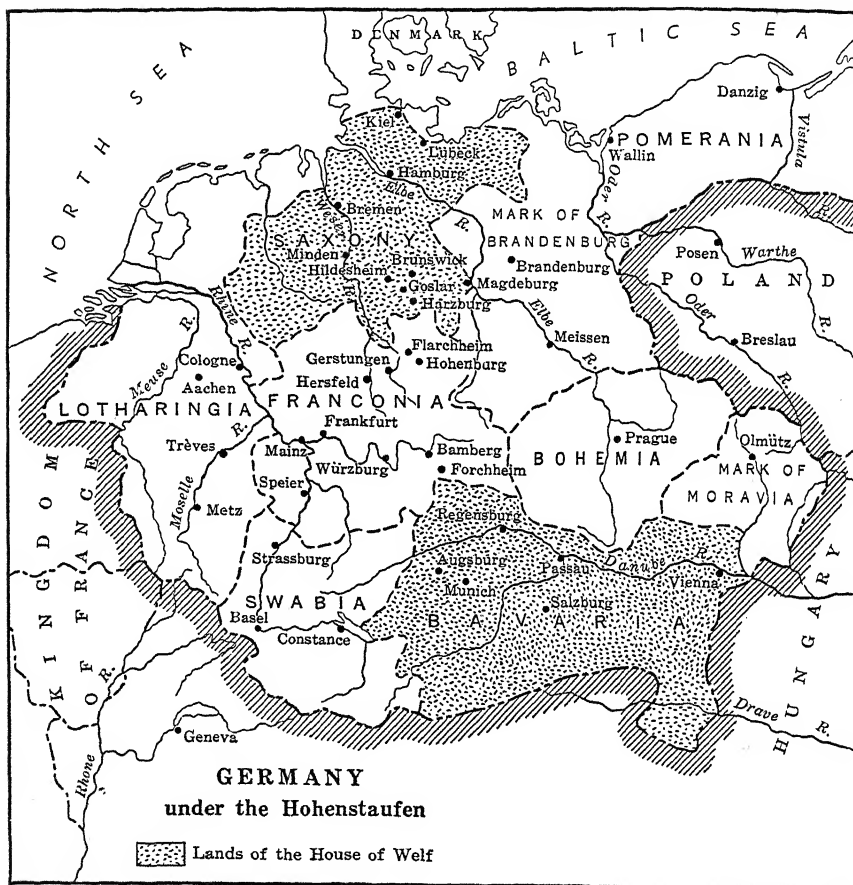 DENMARK
BALTIC SEA
NORTH SEA
Danzig
Kiel
POMERANIA
Vistula
Lübeck
Wallin
Hamburg
Elbe
R.
Oder R.
Bremen
Weser
R.
MARK OF
BRANDENBURG
R.
SAXONY
Minden
Hildesheim
Brunswick
Brandenburg
Posen
Warthe
Goslar
Magdeburg
POLAND
Harzburg
Oder
R.
Rhine R.
Elbe
R.
Meissen
Breslau
R.
Meuse
R.
Cologne
Gerstungen
Flarchheim
Hohenburg
Aachen
Hersfeld
LOTHARINGIA
FRANCONIA
Frankfurt
Trèves
R.
Mainz
Würzburg
Bamberg
Forchheim
Prague
BOHEMIA
Olmütz
MARK OF
MORAVIA
Speier
Moselle
Metz
Regensburg
KINGDOM
OF FRANCE
Strassburg
Augsburg
Munich
Passau
Danube
R.
Vienna
SWABIA
Salzburg
BAVARIA
Basel
Constance
HUNGARY
R.
Drave
R.
Geneva
Rhone
GERMANY
under the Hohenstaufen
Lands of the House of Welf